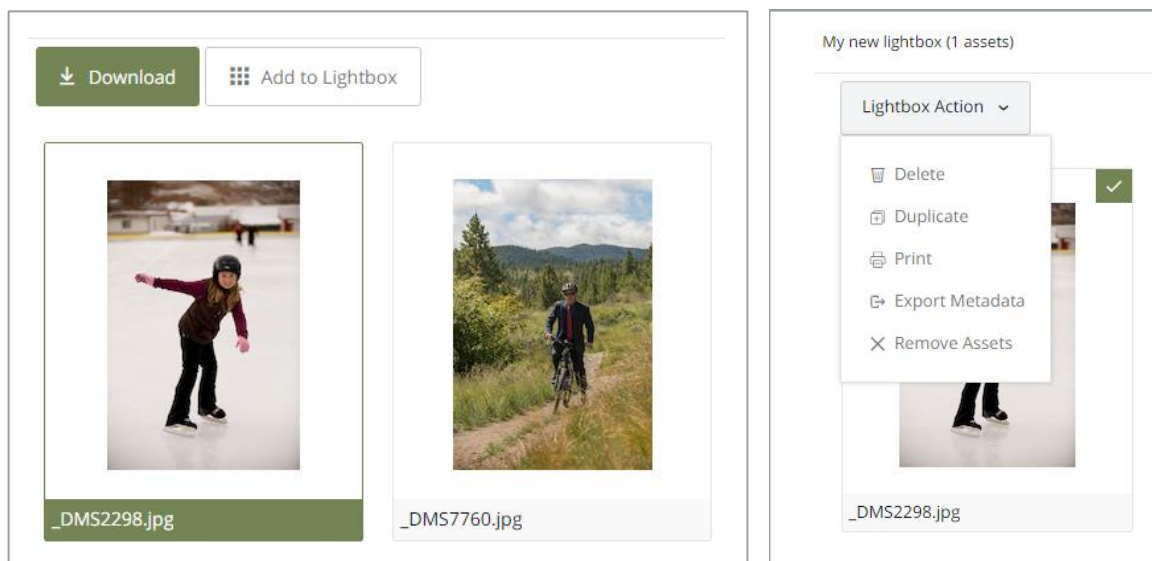 Download
Add to Lightbox
_DMS2298.jpg
_DMS7760.jpg
My new lightbox (1 assets)
Lightbox Action
Delete
Duplicate
Print
Export Metadata
Remove Assets
_DMS2298.jpg